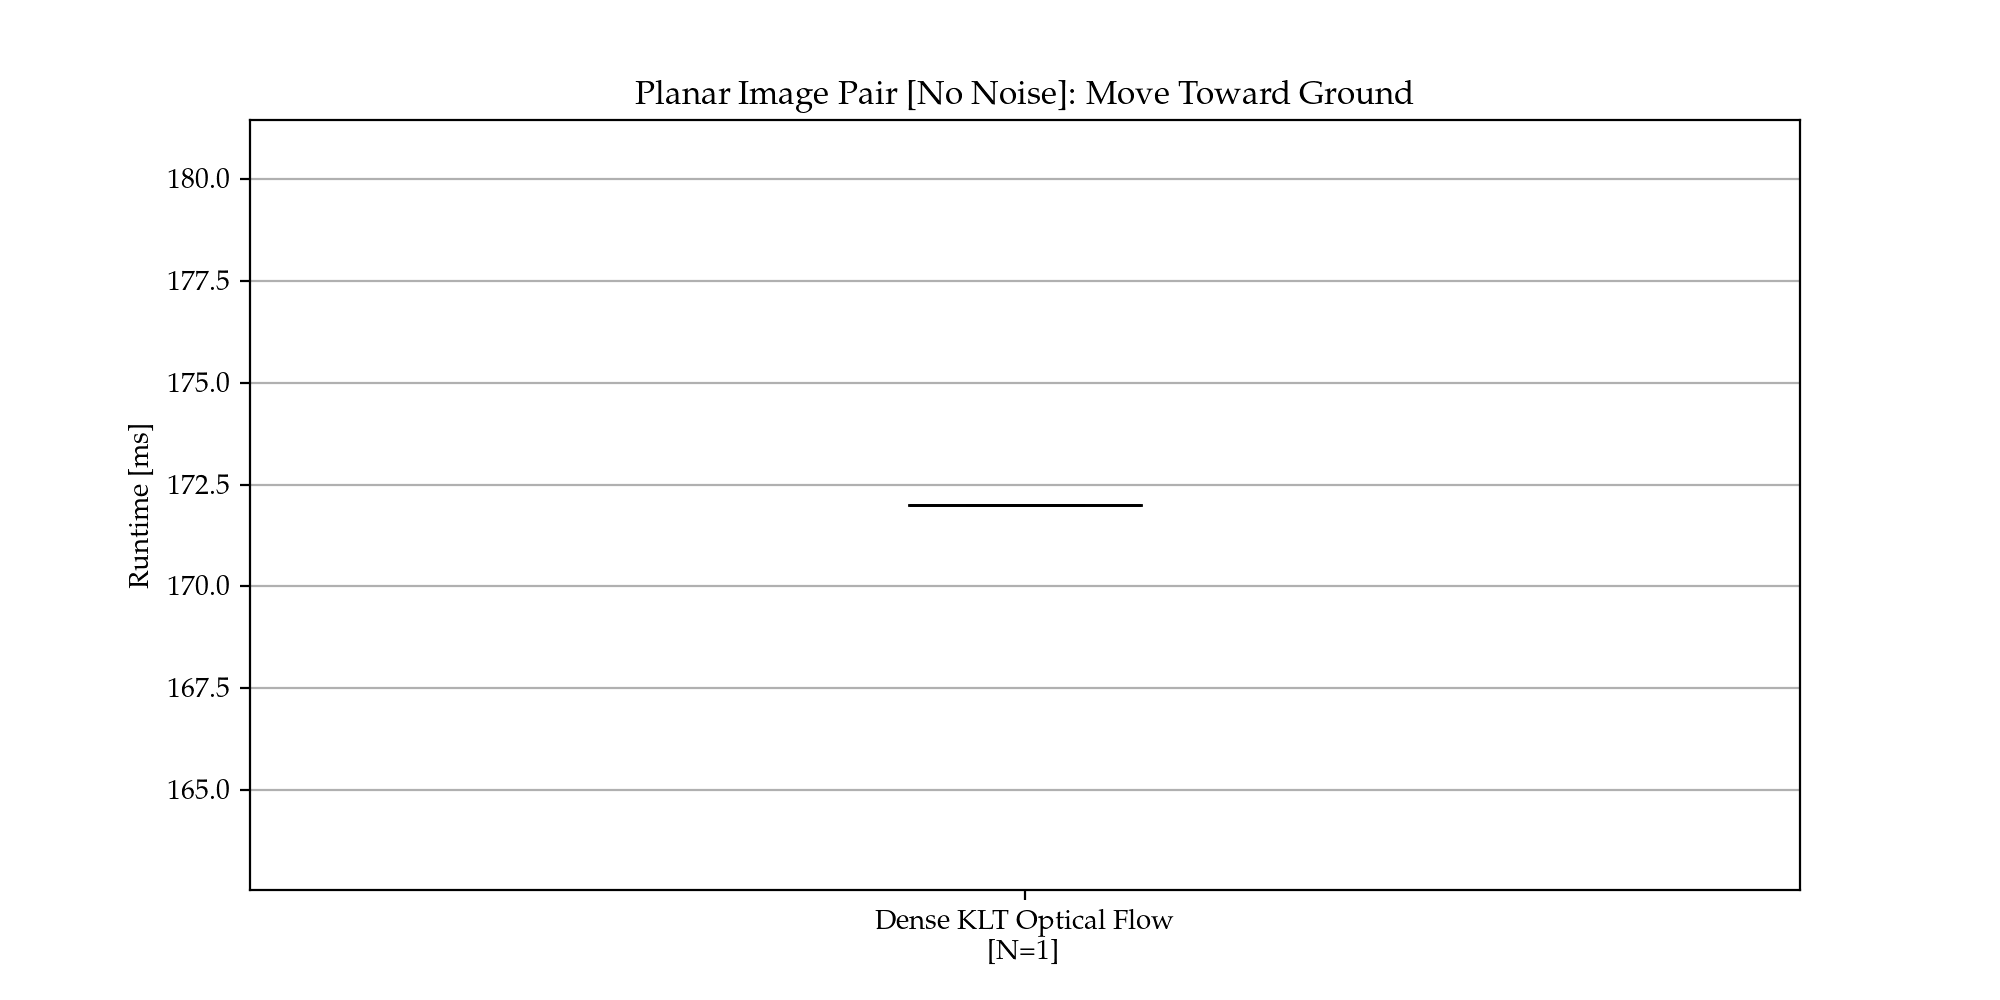 Planar Image Pair [No Noise]: Move Toward Ground
180.0
177.5
175.0
172.5
170.0
167.5
165.0
Runtime [ms]
Dense KLT Optical Flow
[N=1]